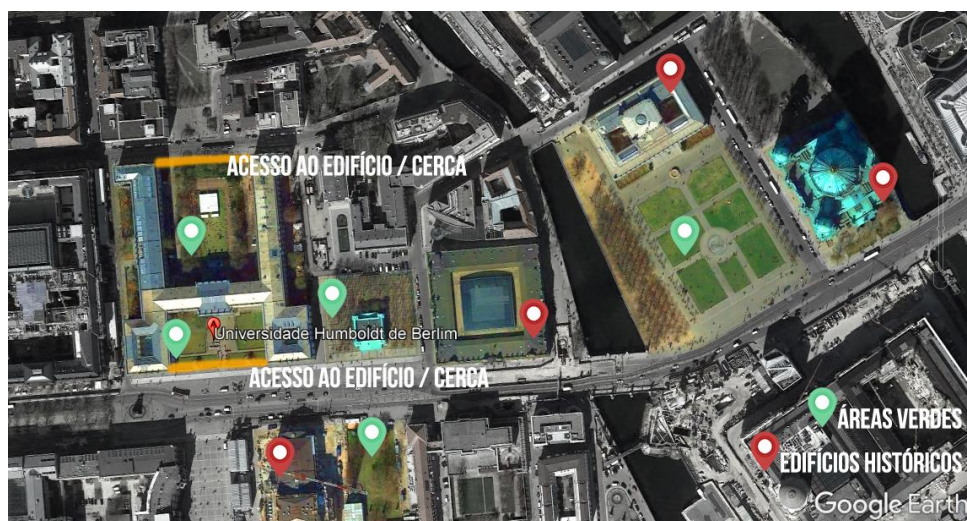 ACESSO AO EDIFÍCIO / CERCA
Universidade Humboldt de Berlim
ACESSO AO EDIFÍCIO / CERCA
ÁREAS VERDES
EDIFÍCIOS HISTÓRICOS
Google Earth